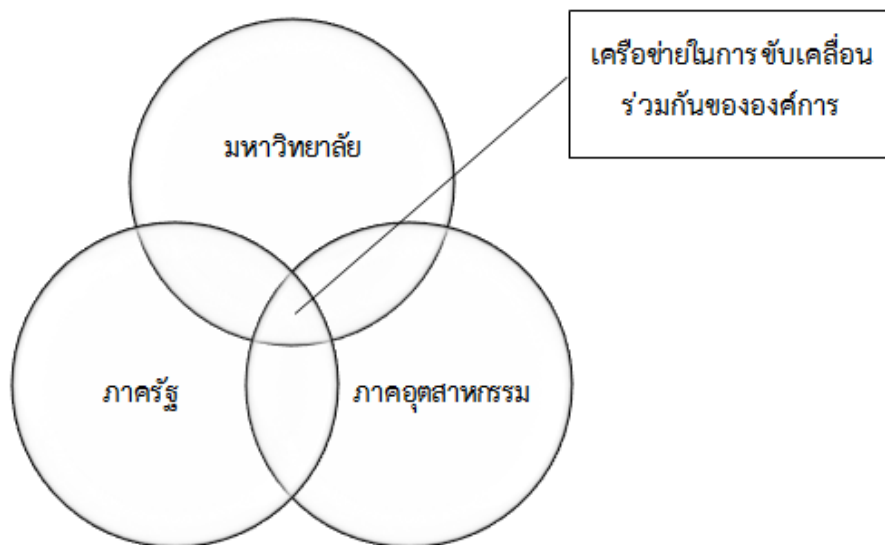 เครือข่ายในการขับเคลื่อน
ร่วมกันขององค์การ
มหาวิทยาลัย
ภาครัฐ
ภาคอุตสาหกรรม